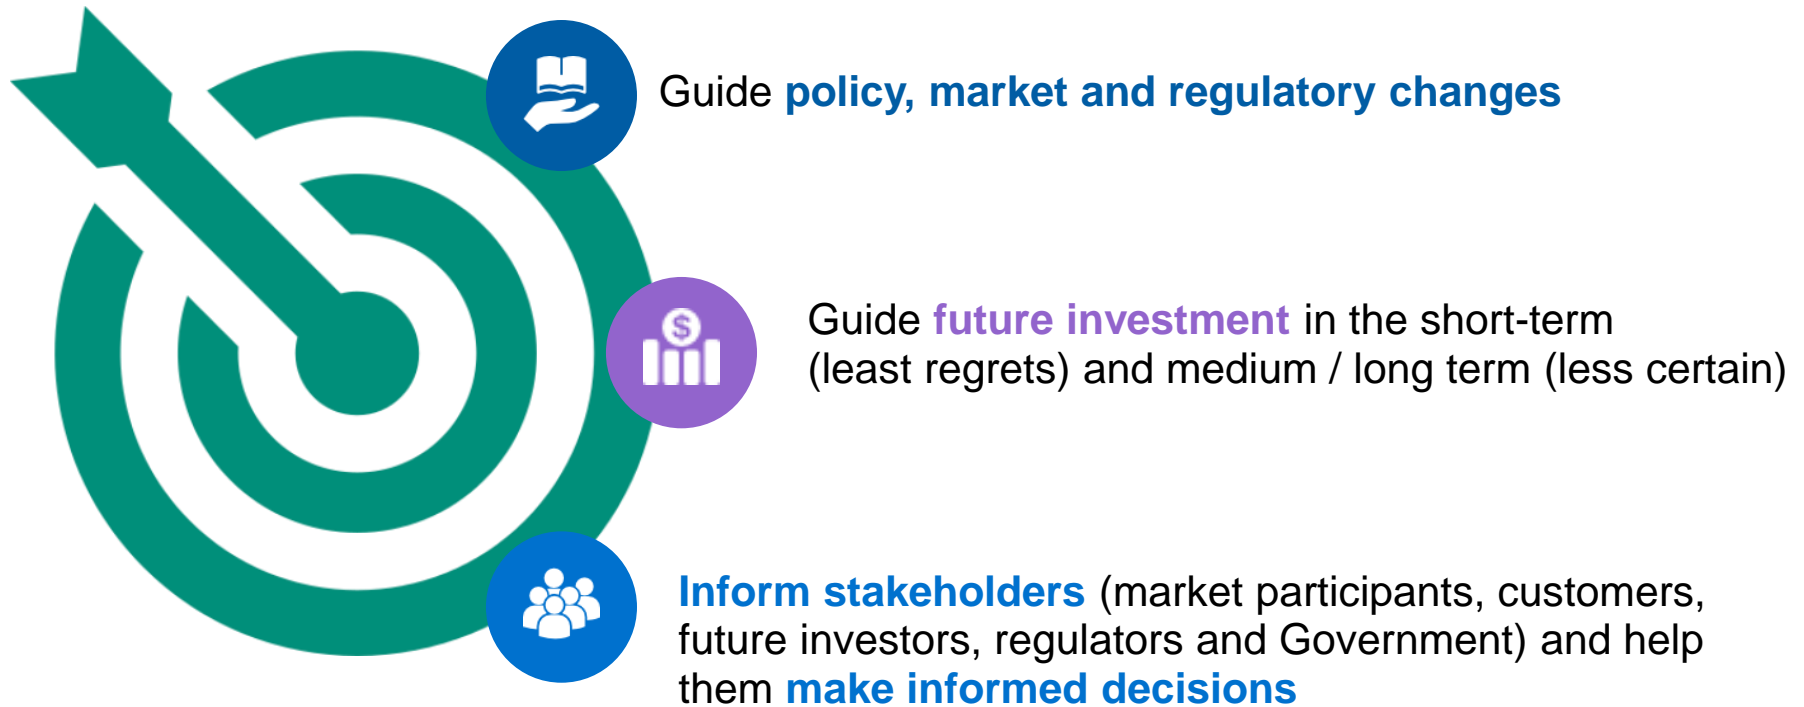 Guide policy, market and regulatory changes
$
Guide future investment in the short-term
(least regrets) and medium / long term (less certain)
Inform stakeholders (market participants, customers,
future investors, regulators and Government) and help
them make informed decisions